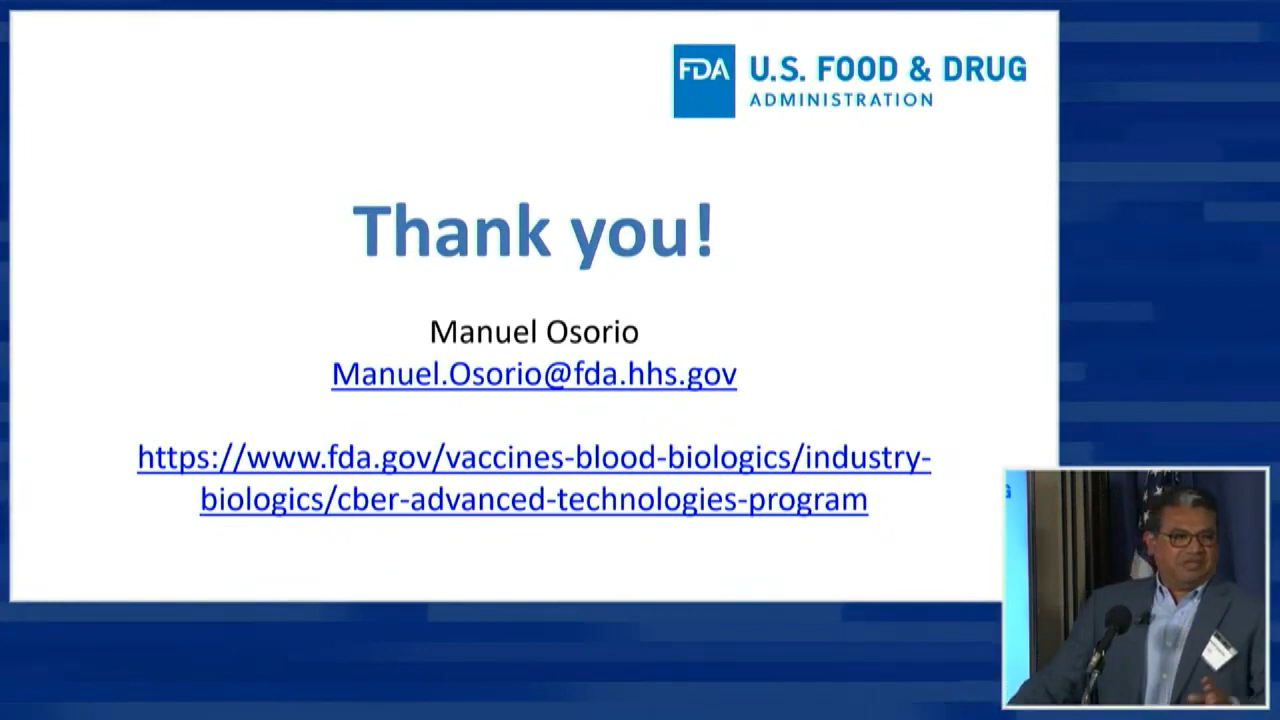 FDA U.S. FOOD & DRUG
ADMINISTRATION
Thank you!
Manuel Osorio
Manuel.Osorio@fda.hhs.gov
https://www.fda.gov/vaccines-blood-biologics/industry-
biologics/cber-advanced-technologies-program